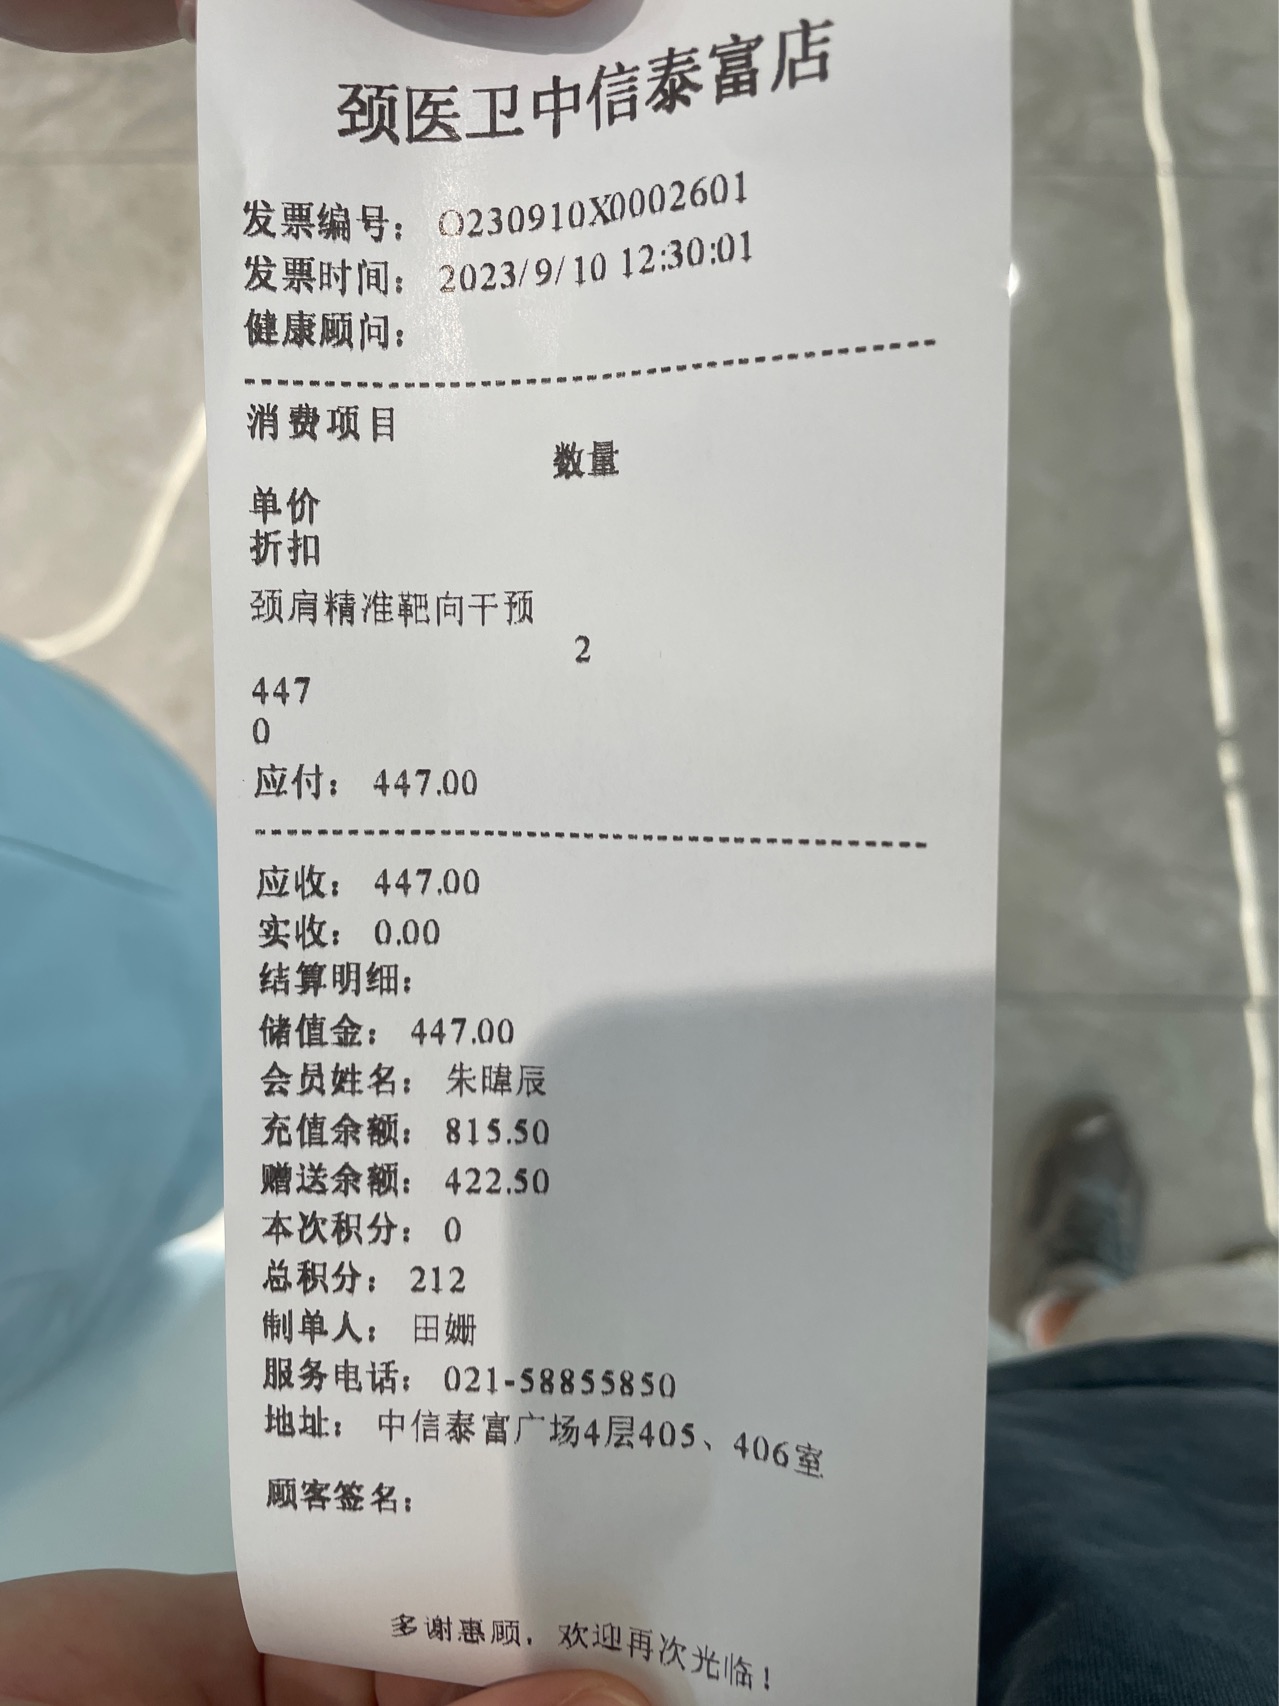 颈医卫中信泰富店
发票编号： O230910X0002601
发票时间： 2023/9/10 12:30:01
健康顾问：
消费项目
数量
单价
折扣
颈肩精准靶向干预
2
447
0
应付： 447.00
应收： 447.00
实收： 0.00
结算明细：
储值金： 447.00
会员姓名： 朱暐辰
充值余额： 815.50
赠送余额： 422.50
本次积分： 0
总积分： 212
制单人： 田姗
服务电话： 021-58855850
地址： 中信泰富广场4层405、406室
顾客签名：
多谢惠顾，欢迎再次光临！